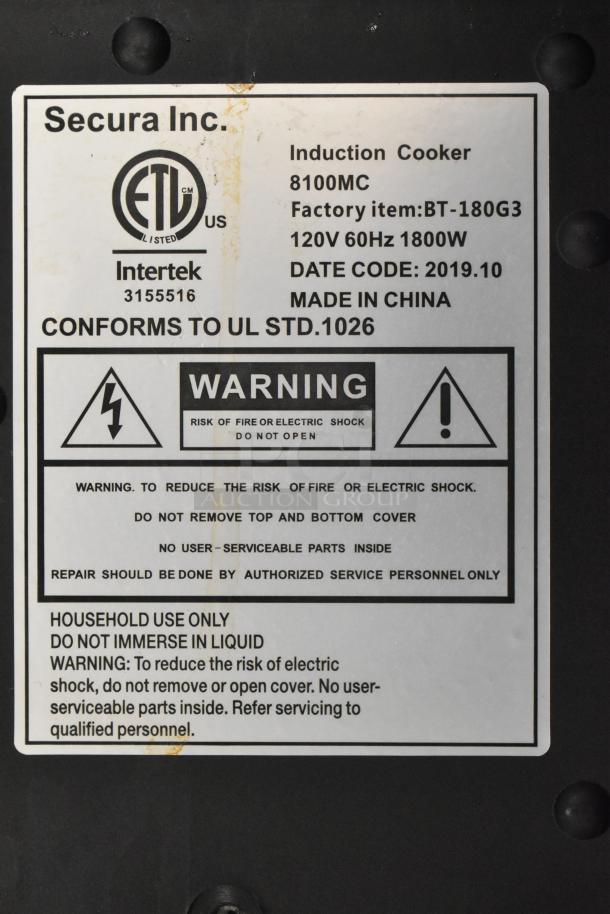 Secura Inc.
ETL CM
US
LISTED
Intertek
3155516
Induction Cooker
8100MC
Factory item:BT-180G3
120V 60Hz 1800W
DATE CODE: 2019.10
MADE IN CHINA
CONFORMS TO UL STD.1026
WARNING
RISK OF FIRE OR ELECTRIC SHOCK
DO NOT OPEN
PCI
AUCTION GROUP
WARNING. TO REDUCE THE RISK OF FIRE OR ELECTRIC SHOCK.
DO NOT REMOVE TOP AND BOTTOM COVER
NO USER-SERVICEABLE PARTS INSIDE
REPAIR SHOULD BE DONE BY AUTHORIZED SERVICE PERSONNEL ONLY
HOUSEHOLD USE ONLY
DO NOT IMMERSE IN LIQUID
WARNING: To reduce the risk of electric
shock, do not remove or open cover. No user-
serviceable parts inside. Refer servicing to
qualified personnel.